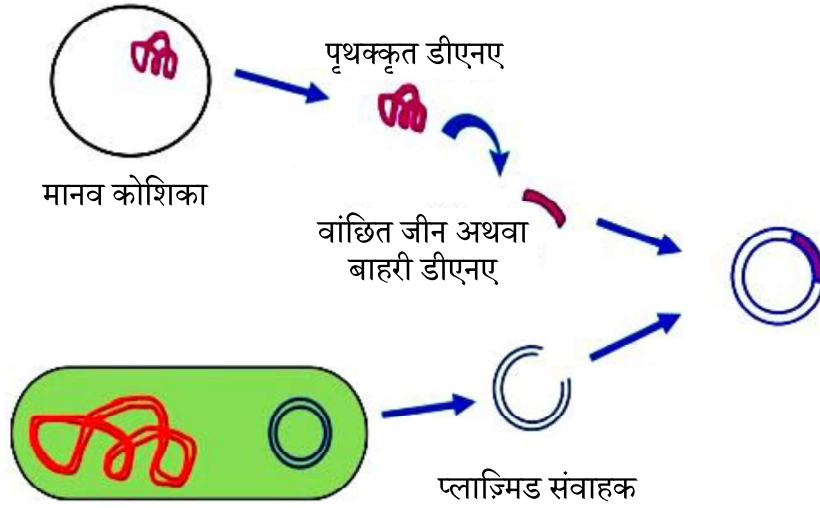 पृथक्कृत डीएनए
मानव कोशिका
वांछित जीन अथवा
बाहरी डीएनए
प्लाज़्मिड संवाहक